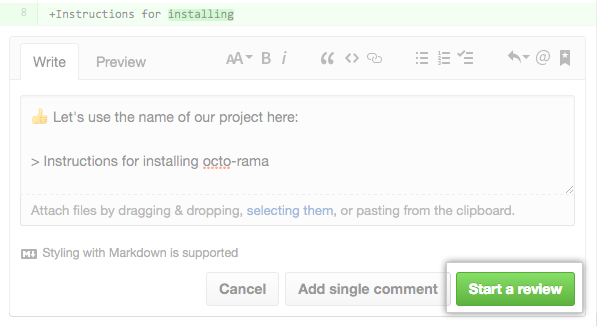 8 +Instructions for installing
Write Preview AA B i
👍 Let's use the name of our project here:
> Instructions for installing octo-rama
Attach files by dragging & dropping, selecting them, or pasting from the clipboard.
M↓ Styling with Markdown is supported
Cancel Add single comment Start a review